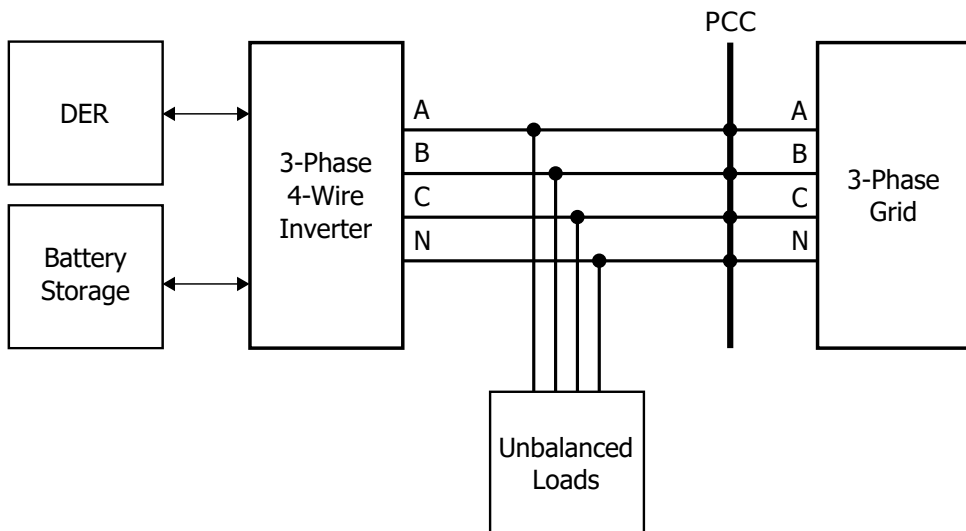 PCC
DER
3-Phase
4-Wire
Inverter
A
B
C
N
A
B
C
N
3-Phase
Grid
Battery
Storage
Unbalanced
Loads